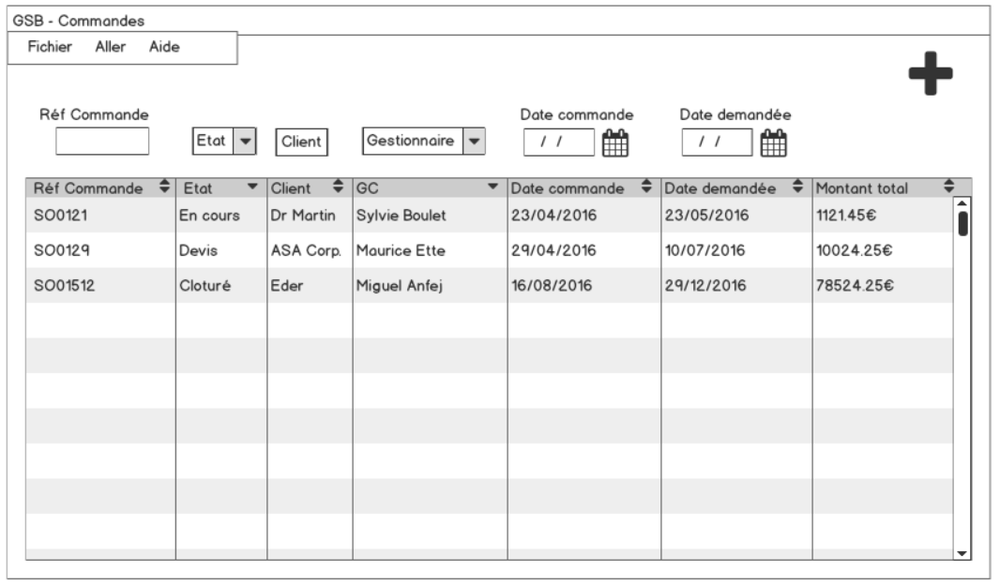 GSB - Commandes
Fichier Aller Aide
Réf Commande Date commande Date demandée
Etat Client Gestionnaire / / / /
Réf Commande Etat Client GC Date commande Date demandée Montant total
SO0121 En cours Dr Martin Sylvie Boulet 23/04/2016 23/05/2016 1121.45€
SO0129 Devis ASA Corp. Maurice Ette 29/04/2016 10/07/2016 10024.25€
SO01512 Cloturé Eder Miguel Anfej 16/08/2016 29/12/2016 78524.25€